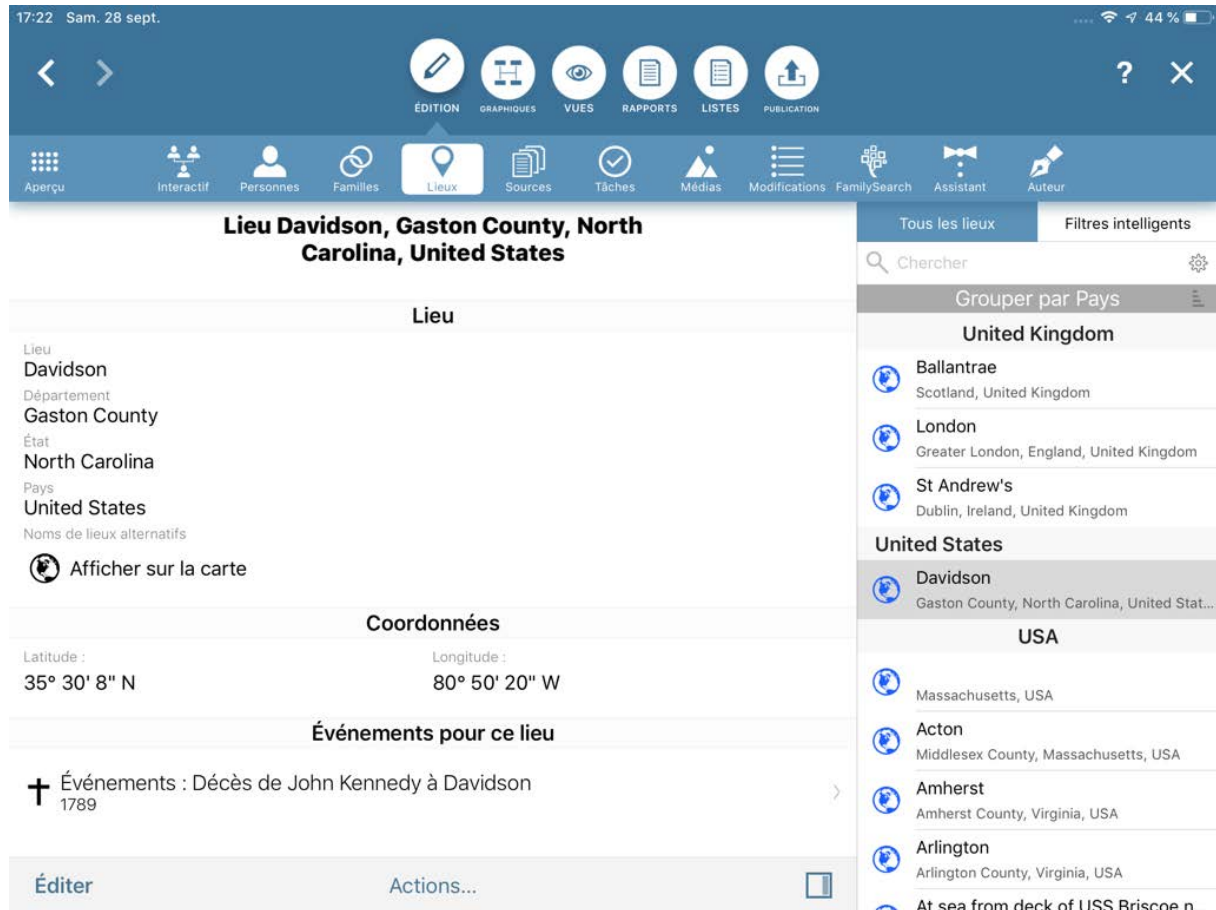 17:22 Sam. 28 sept.
44 %
ÉDITION
GRAPHIQUES
VUES
RAPPORTS
LISTES
PUBLICATION
?
Aperçu
Interactif
Personnes
Familles
Lieux
Sources
Tâches
Médias
Modifications
FamilySearch
Assistant
Auteur
Lieu Davidson, Gaston County, North
Carolina, United States
Lieu
Lieu
Davidson
Département
Gaston County
État
North Carolina
Pays
United States
Noms de lieux alternatifs
Afficher sur la carte
Coordonnées
Latitude :
35° 30' 8" N
Longitude :
80° 50' 20" W
Événements pour ce lieu
Événements : Décès de John Kennedy à Davidson
1789
Éditer
Actions...
Tous les lieux
Filtres intelligents
Chercher
Grouper par Pays
United Kingdom
Ballantrae
Scotland, United Kingdom
London
Greater London, England, United Kingdom
St Andrew's
Dublin, Ireland, United Kingdom
United States
Davidson
Gaston County, North Carolina, United Stat...
USA
Massachusetts, USA
Acton
Middlesex County, Massachusetts, USA
Amherst
Amherst County, Virginia, USA
Arlington
Arlington County, Virginia, USA
At sea from deck of USS Briscoe n...